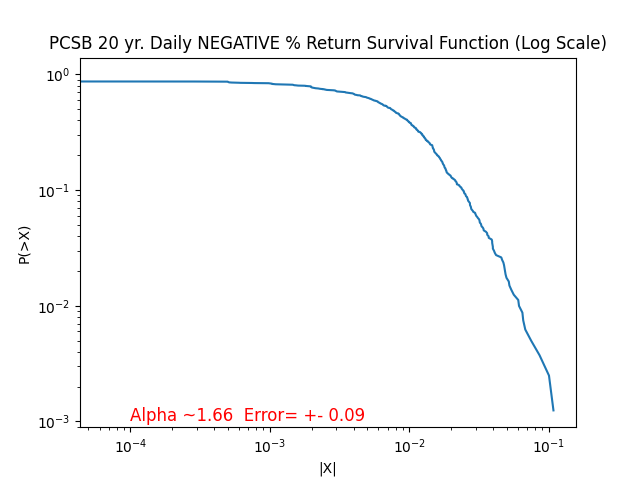 PCSB 20 yr. Daily NEGATIVE % Return Survival Function (Log Scale)
10⁰
10⁻¹
10⁻²
10⁻³
P(>X)
Alpha ~1.66 Error= +- 0.09
10⁻⁴ 10⁻³ 10⁻² 10⁻¹
|X|